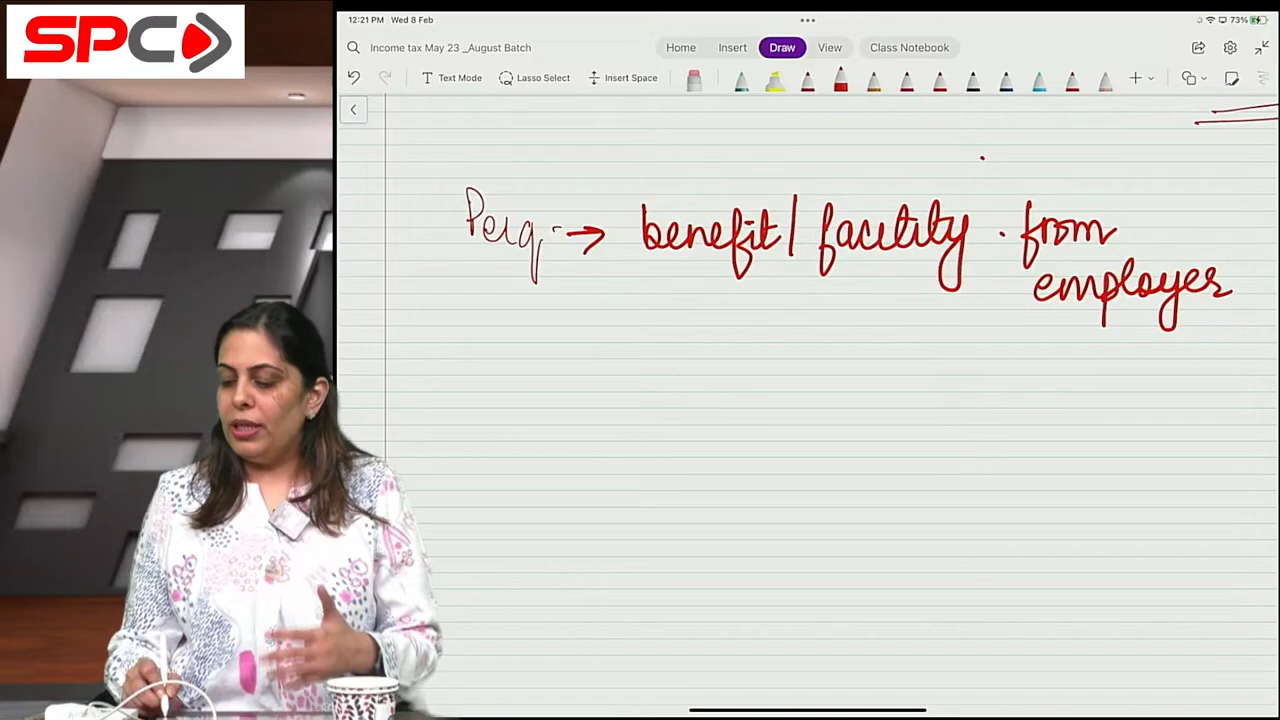 SPC
12:21 PM Wed 8 Feb
73%
Income tax May 23 _August Batch
Home Insert Draw View Class Notebook
Text Mode Lasso Select Insert Space
Perq. → benefit/ facility . from
employer